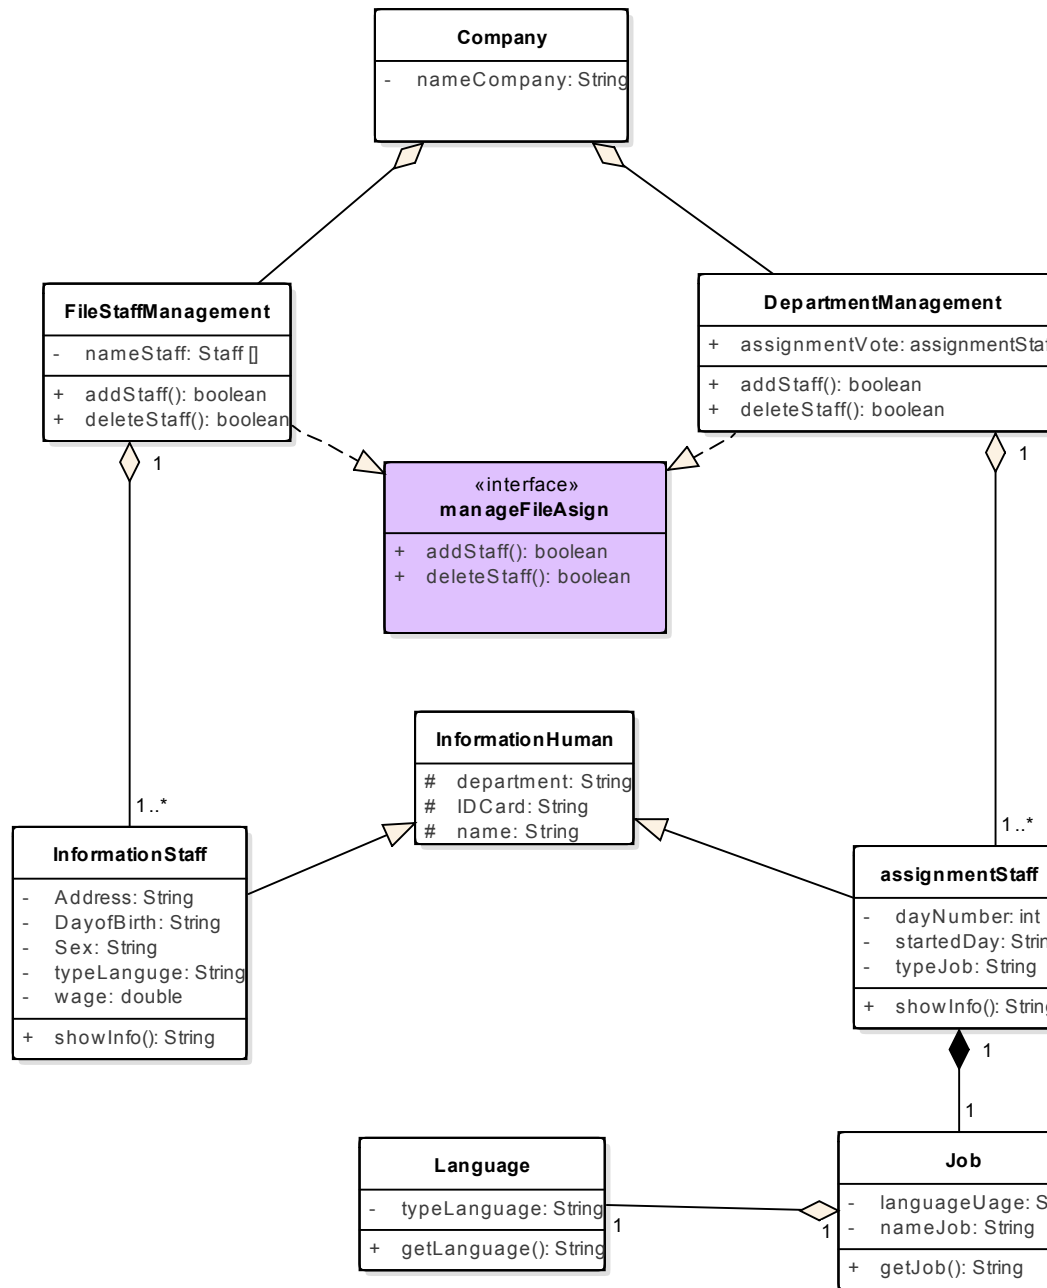 Company
- nameCompany: String
FileStaffManagement
- nameStaff: Staff []
+ addStaff(): boolean
+ deleteStaff(): boolean
1
DepartmentManagement
+ assignmentVote: assignmentStaf
+ addStaff(): boolean
+ deleteStaff(): boolean
1
«interface»
manageFileAsign
+ addStaff(): boolean
+ deleteStaff(): boolean
InformationHuman
# department: String
# IDCard: String
# name: String
1..*
InformationStaff
- Address: String
- DayofBirth: String
- Sex: String
- typeLanguge: String
- wage: double
+ showInfo(): String
1..*
assignmentStaff
- dayNumber: int
- startedDay: Strin
- typeJob: String
+ showInfo(): String
1
1
Language
- typeLanguage: String
+ getLanguage(): String
1
1
Job
- languageUage: S
- nameJob: String
+ getJob(): String